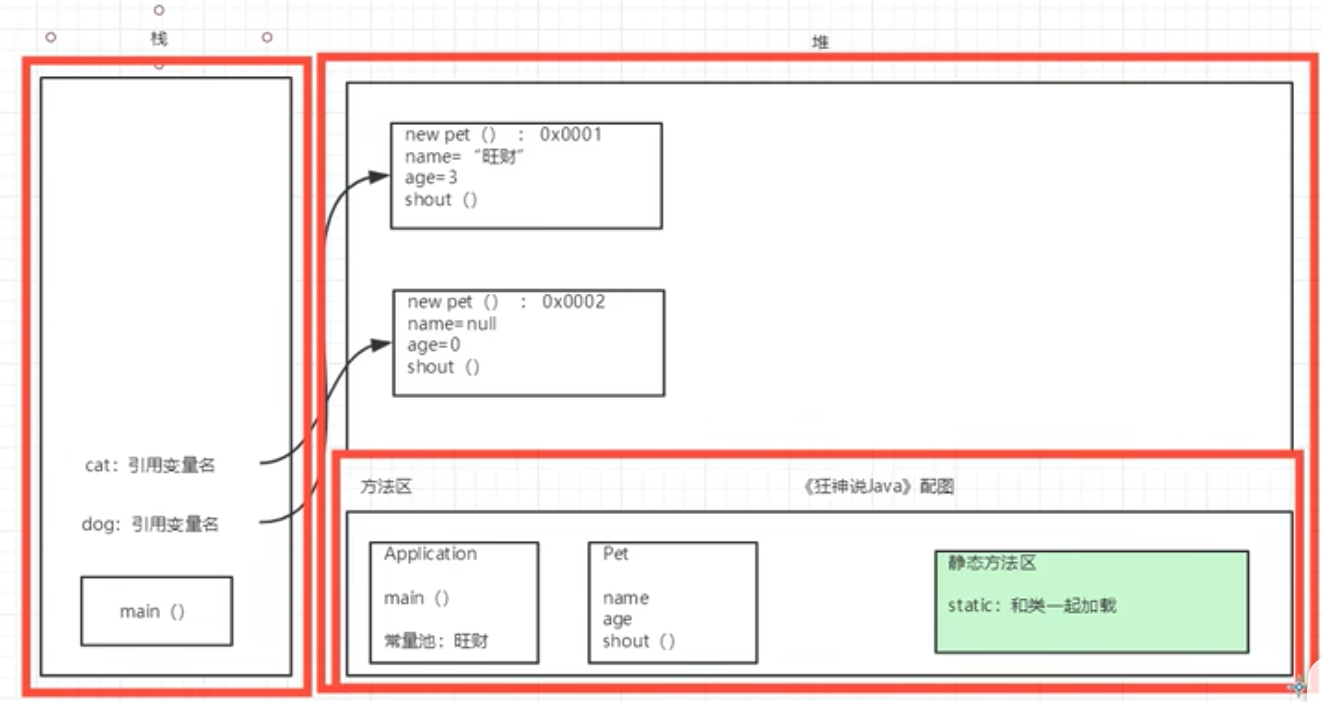 栈
堆
new pet（） ： 0x0001
name= “旺财”
age=3
shout（）
new pet（） ： 0x0002
name=null
age=0
shout（）
cat：引用变量名
dog：引用变量名
main（）
方法区
《狂神说Java》配图
Application
main（）
常量池：旺财
Pet
name
age
shout（）
静态方法区
static：和类一起加载